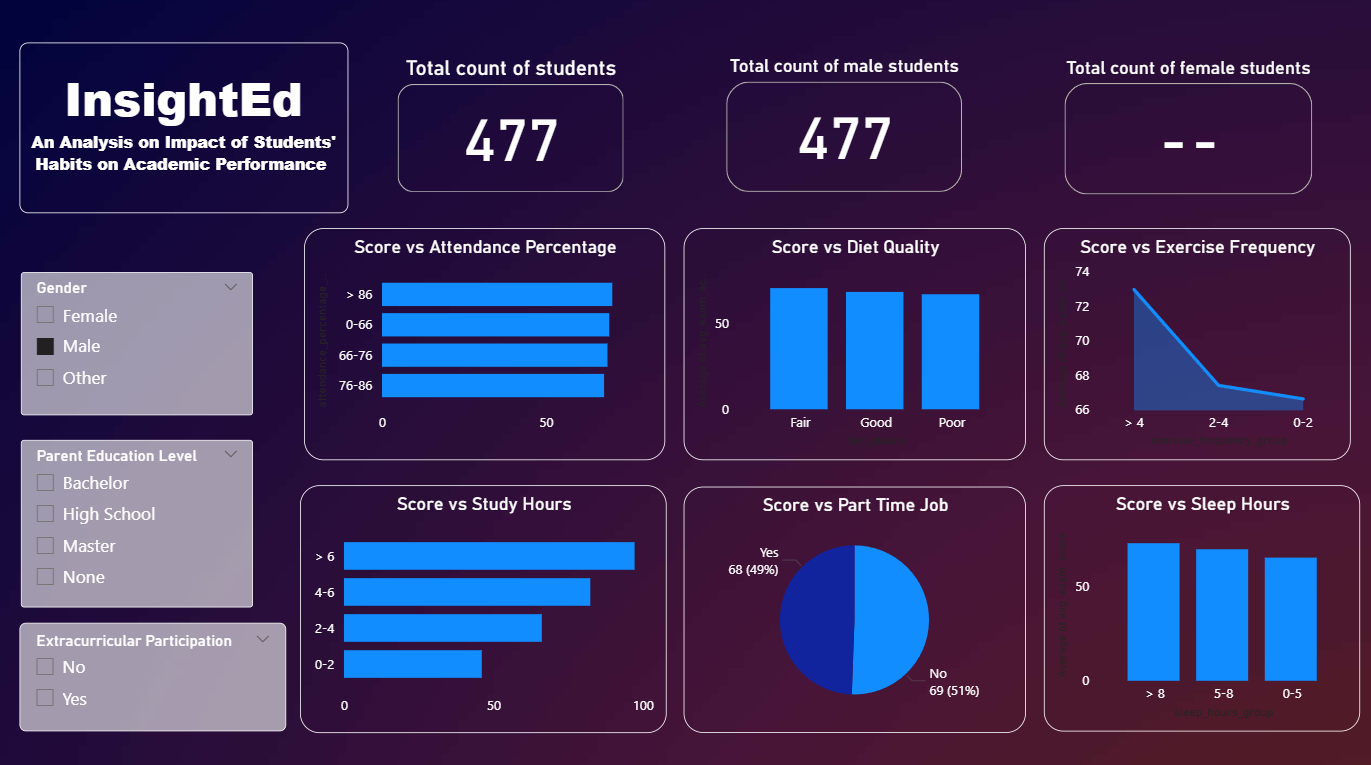 InsightEd
An Analysis on Impact of Students'
Habits on Academic Performance
Total count of students
477
Total count of male students
477
Total count of female students
--
Gender
Female
Male
Other
Parent Education Level
Bachelor
High School
Master
None
Extracurricular Participation
No
Yes
Score vs Attendance Percentage
> 86
0-66
66-76
76-86
0
50
Score vs Diet Quality
50
0
Fair
Good
Poor
Score vs Exercise Frequency
74
72
70
68
66
> 4
2-4
0-2
Score vs Study Hours
> 6
4-6
2-4
0-2
0
50
100
Score vs Part Time Job
Yes
68 (49%)
No
69 (51%)
Score vs Sleep Hours
50
0
> 8
5-8
0-5
sleep_hours_group